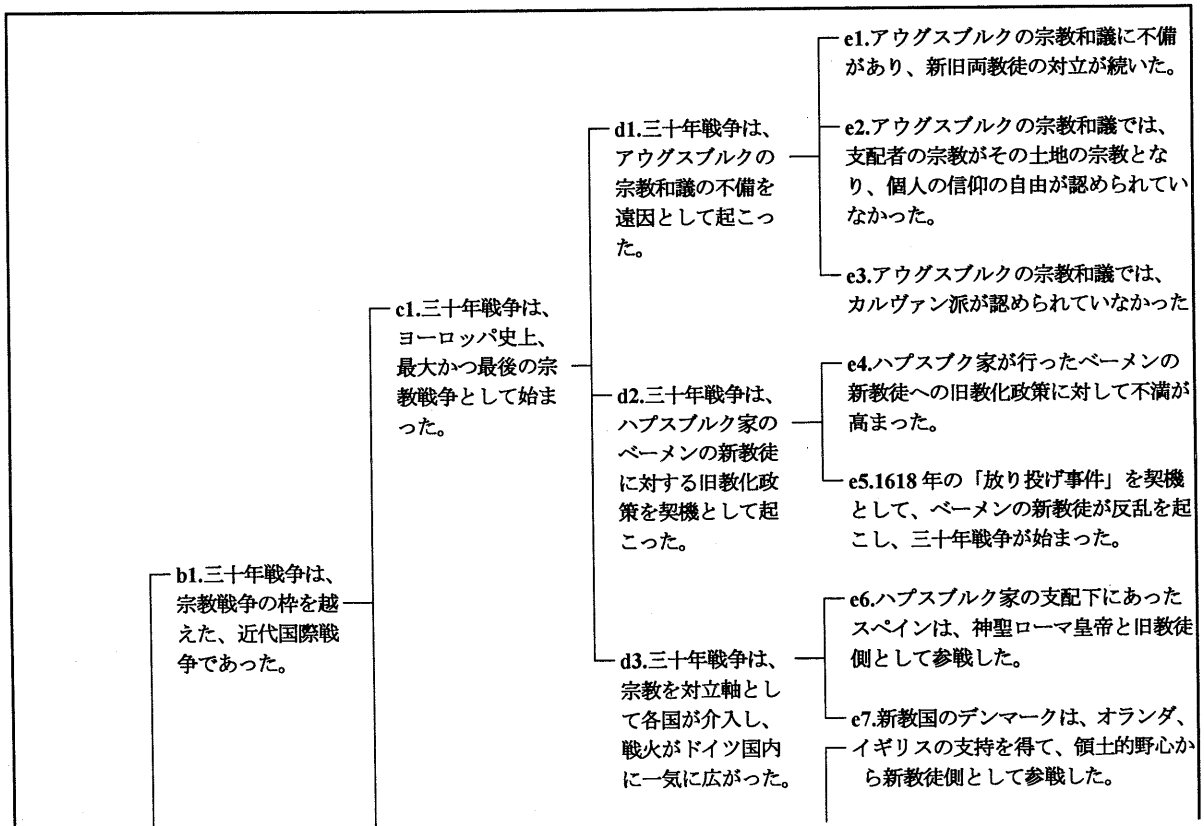 e1.アウグスブルクの宗教和議に不備
があり、新旧両教徒の対立が続いた。
d1.三十年戦争は、
アウグスブルクの
宗教和議の不備を
遠因として起こっ
た。
e2.アウグスブルクの宗教和議では、
支配者の宗教がその土地の宗教とな
り、個人の信仰の自由が認められてい
なかった。
e3.アウグスブルクの宗教和議では、
カルヴァン派が認められていなかった
c1.三十年戦争は、
ヨーロッパ史上、
最大かつ最後の宗
教戦争として始ま
った。
d2.三十年戦争は、
ハプスブルク家の
ベーメンの新教徒
に対する旧教化政
策を契機として起
こった。
e4.ハプスブク家が行ったベーメンの
新教徒への旧教化政策に対して不満が
高まった。
e5.1618 年の「放り投げ事件」を契機
として、ベーメンの新教徒が反乱を起
こし、三十年戦争が始まった。
b1.三十年戦争は、
宗教戦争の枠を越
えた、近代国際戦
争であった。
d3.三十年戦争は、
宗教を対立軸とし
て各国が介入し、
戦火がドイツ国内
に一気に広がった。
e6.ハプスブルク家の支配下にあった
スペインは、神聖ローマ皇帝と旧教徒
側として参戦した。
e7.新教国のデンマークは、オランダ、
イギリスの支持を得て、領土的野心か
ら新教徒側として参戦した。